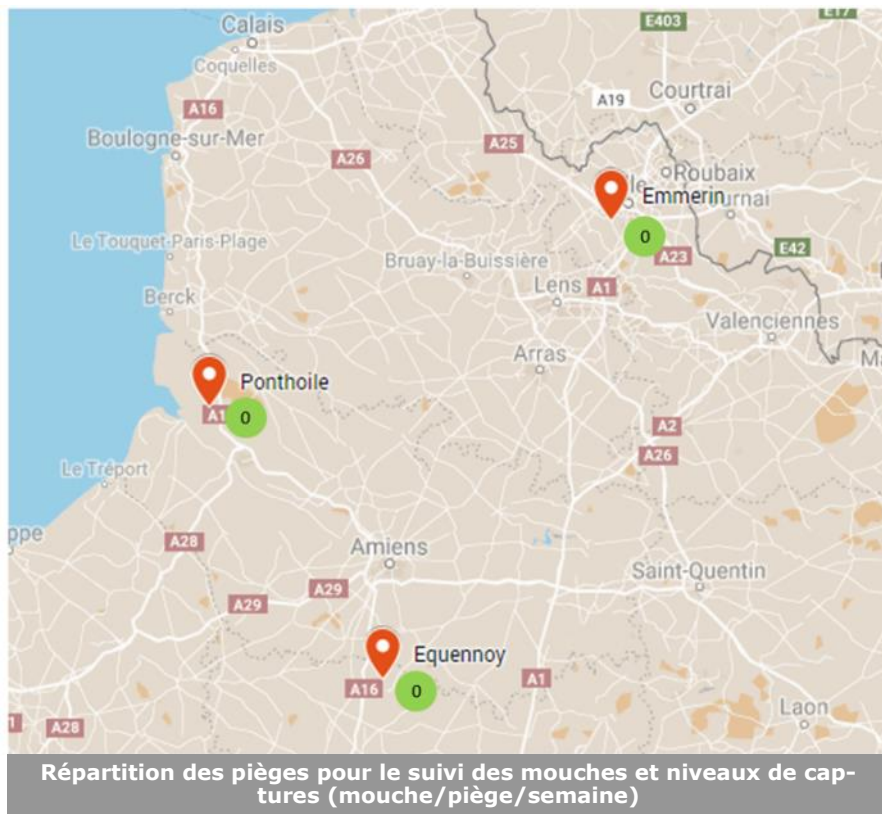 E403
E17
Calais
Coquelles
A16
A19
Courtrai
Boulogne-sur-Mer
A26
A25
Roubaix
Emmerin
0
A23
E42
Le Touquet-Paris-Plage
Bruay-la-Buissière
Berck
Lens
A1
Valenciennes
Arras
Ponthoile
0
A2
A26
Le Tréport
A28
Amiens
A29
A29
Saint-Quentin
Equennoy
A16
0
A1
Laon
A28
Répartition des pièges pour le suivi des mouches et niveaux de cap-
tures (mouche/piège/semaine)